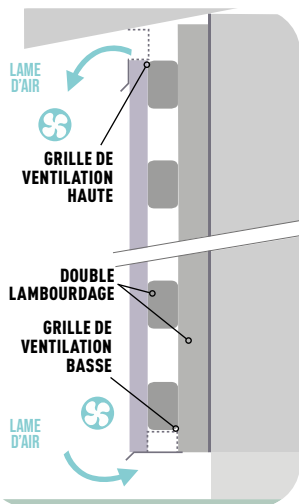 LAME
D'AIR
GRILLE DE
VENTILATION
HAUTE
DOUBLE
LAMBOURDAGE
GRILLE DE
VENTILATION
BASSE
LAME
D'AIR